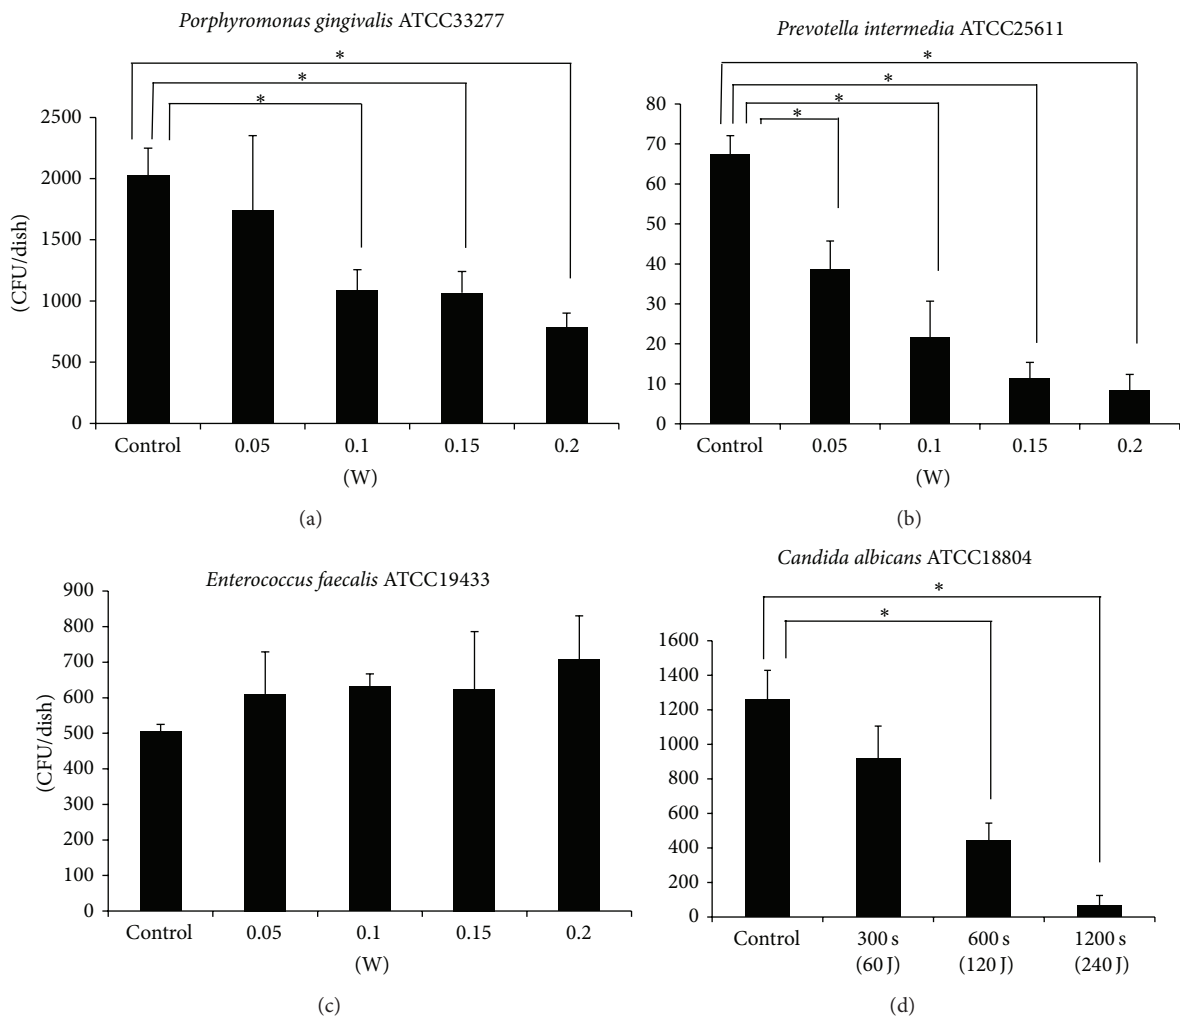 Porphyromonas gingivalis ATCC33277
*
*
*
2500
2000
1500
1000
500
0
(CFU/dish)
Control 0.05 0.1 0.15 0.2
(W)
(a)
Prevotella intermedia ATCC25611
*
*
*
*
80
70
60
50
40
30
20
10
0
Control 0.05 0.1 0.15 0.2
(W)
(b)
Enterococcus faecalis ATCC19433
900
800
700
600
500
400
300
200
100
0
(CFU/dish)
Control 0.05 0.1 0.15 0.2
(W)
(c)
Candida albicans ATCC18804
*
*
1600
1400
1200
1000
800
600
400
200
0
Control 300 s 600 s 1200 s
(60 J) (120 J) (240 J)
(d)